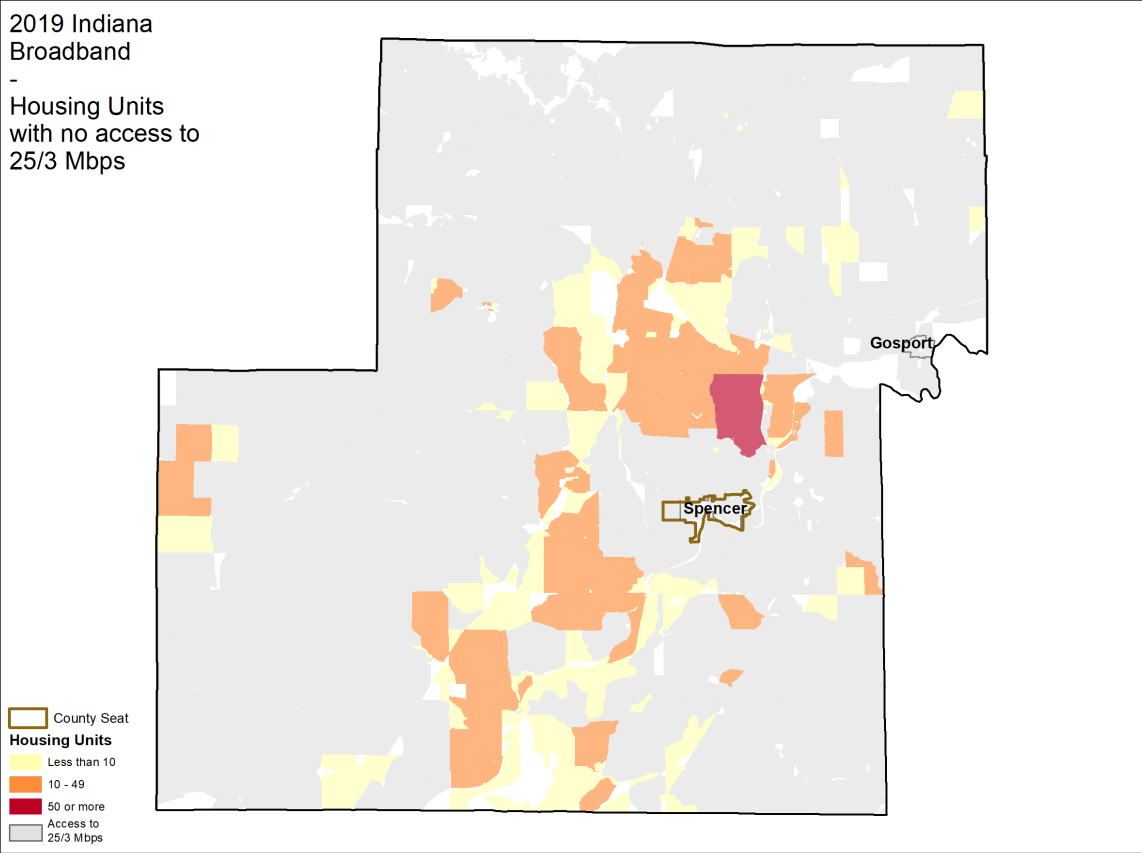 2019 Indiana
Broadband
-
Housing Units
with no access to
25/3 Mbps
Gosport
Spencer
County Seat
Housing Units
Less than 10
10 - 49
50 or more
Access to
25/3 Mbps